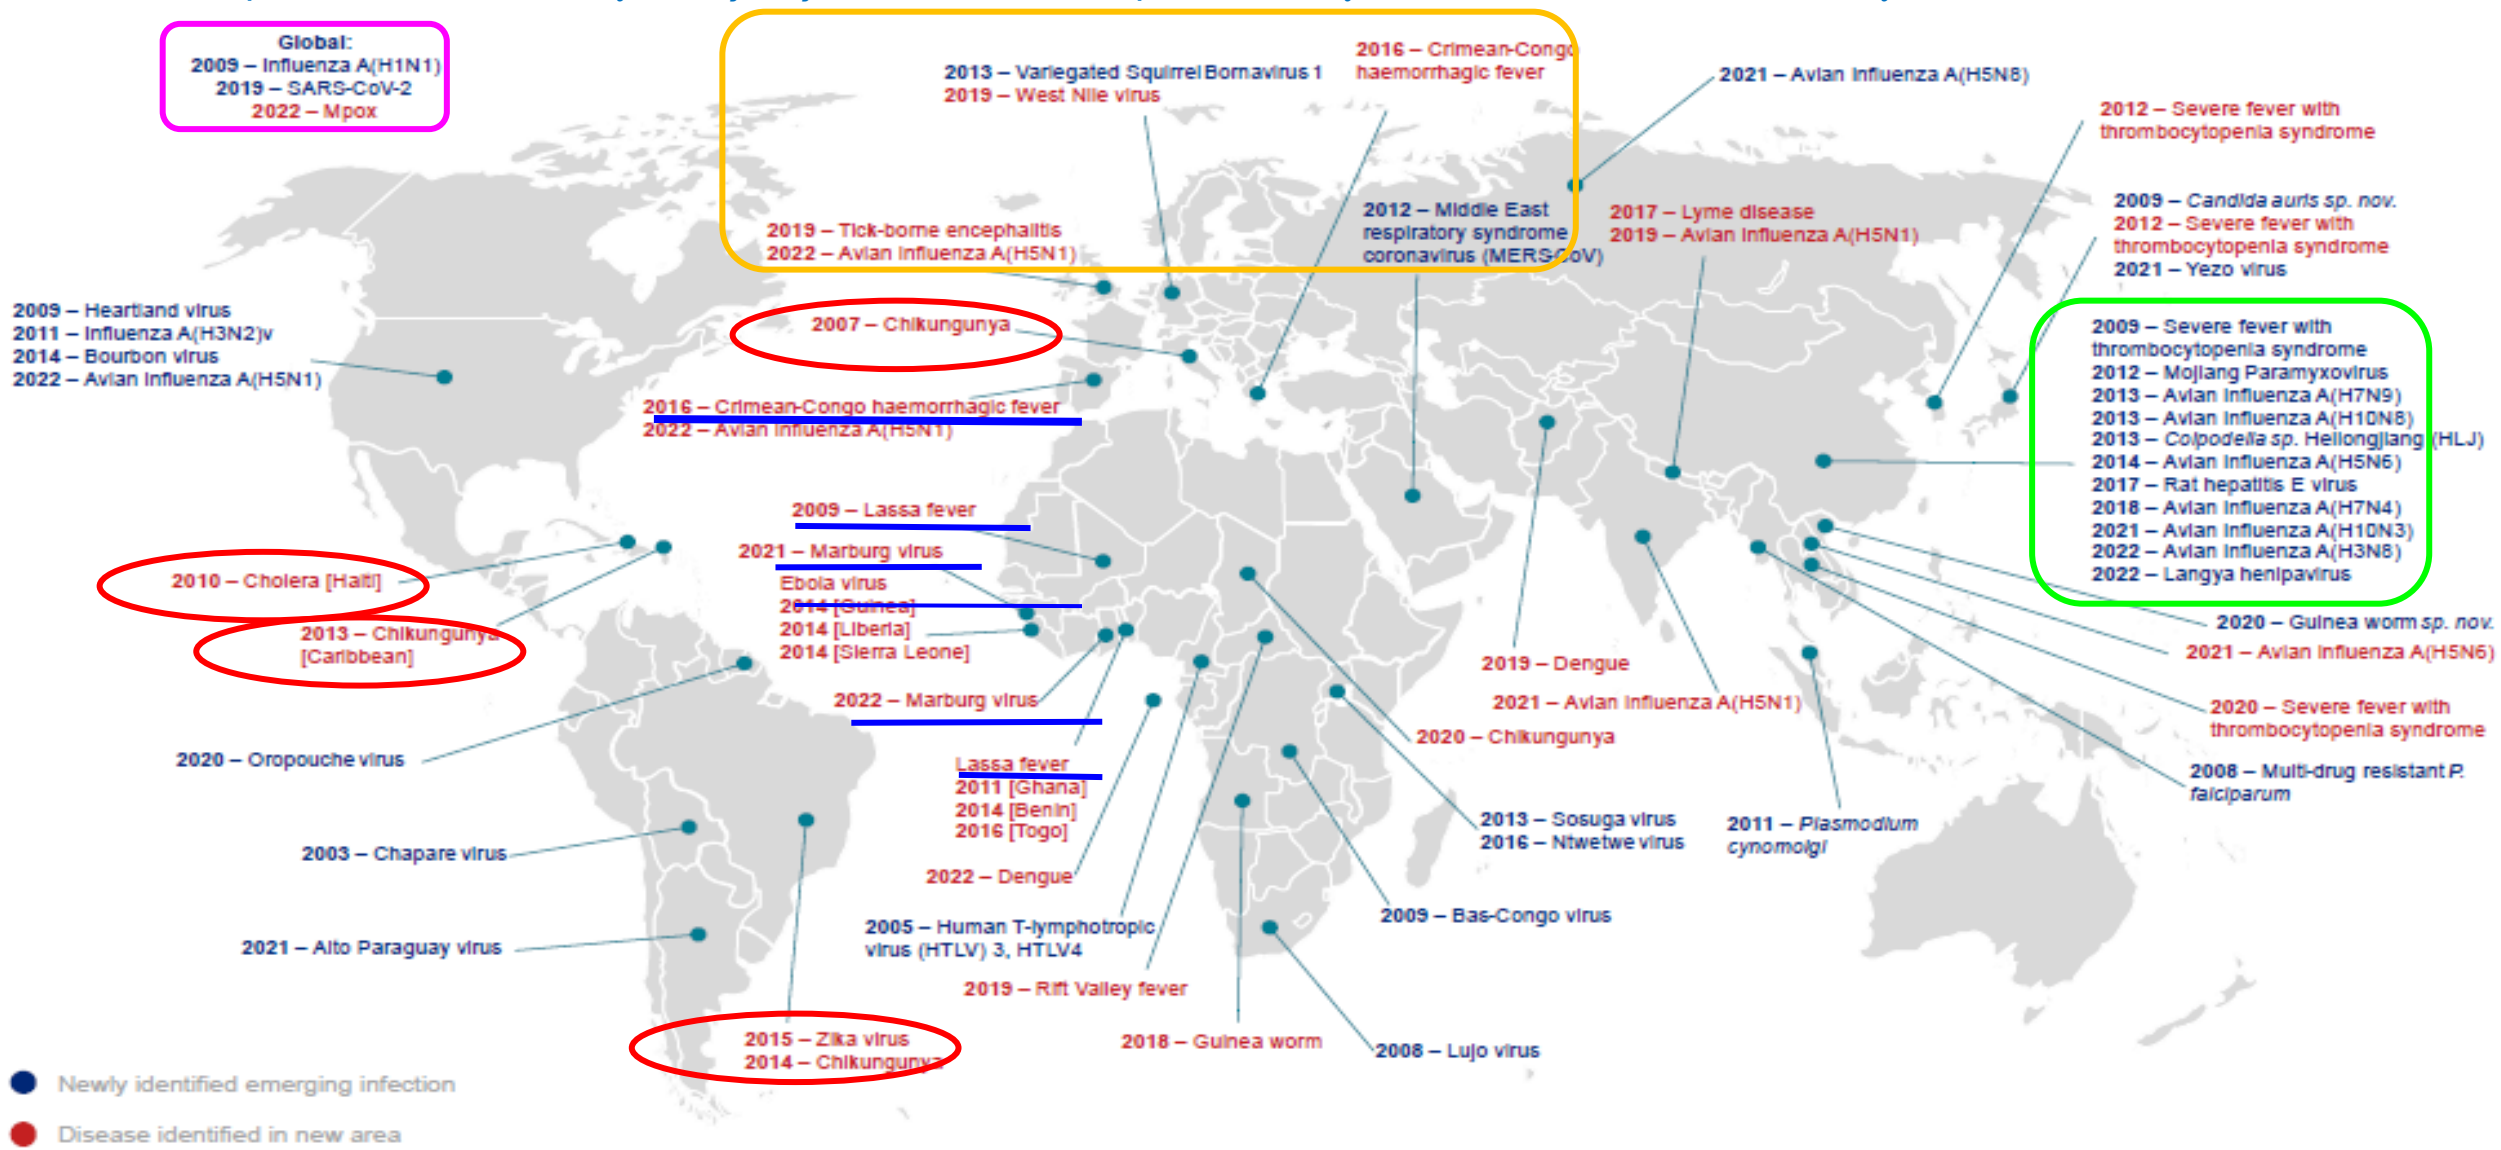 Global:
2009 – Influenza A(H1N1)
2019 – SARS-CoV-2
2022 – Mpox
2013 – Variegated Squirrel Bornavirus 1
2019 – West Nile virus
2016 – Crimean-Congo
haemorrhagic fever
2021 – Avian Influenza A(H5N8)
2012 – Severe fever with
thrombocytopenia syndrome
2009 – Candida auris sp. nov.
2012 – Severe fever with
thrombocytopenia syndrome
2021 – Yezo virus
2019 – Tick-borne encephalitis
2022 – Avian Influenza A(H5N1)
2012 – Middle East
respiratory syndrome
coronavirus (MERS-CoV)
2017 – Lyme disease
2019 – Avian Influenza A(H5N1)
2009 – Heartland virus
2011 – Influenza A(H3N2)v
2014 – Bourbon virus
2022 – Avian Influenza A(H5N1)
2007 – Chikungunya
2016 – Crimean-Congo haemorrhagic fever
2022 – Avian Influenza A(H5N1)
2009 – Severe fever with
thrombocytopenia syndrome
2012 – Mojiang Paramyxovirus
2013 – Avian Influenza A(H7N9)
2013 – Avian Influenza A(H10N8)
2013 – Colpodella sp. Heilongjiang (HLJ)
2014 – Avian Influenza A(H5N6)
2017 – Rat hepatitis E virus
2018 – Avian Influenza A(H7N4)
2021 – Avian Influenza A(H10N3)
2022 – Avian Influenza A(H3N8)
2022 – Langya henipavirus
2009 – Lassa fever
2021 – Marburg virus
Ebola virus
2014 [Guinea]
2014 [Liberia]
2014 [Sierra Leone]
2022 – Marburg virus
Lassa fever
2011 [Ghana]
2014 [Benin]
2016 [Togo]
2022 – Dengue
2010 – Cholera [Haiti]
2013 – Chikungunya
[Caribbean]
2020 – Oropouche virus
2003 – Chapare virus
2021 – Alto Paraguay virus
2015 – Zika virus
2014 – Chikungunya
2005 – Human T-lymphotropic
virus (HTLV) 3, HTLV4
2019 – Rift Valley fever
2018 – Guinea worm
2008 – Lujo virus
2009 – Bas-Congo virus
2013 – Sosuga virus
2016 – Ntwetwe virus
2020 – Chikungunya
2019 – Dengue
2021 – Avian Influenza A(H5N1)
2011 – Plasmodium
cynomolgi
2020 – Guinea worm sp. nov.
2021 – Avian Influenza A(H5N6)
2020 – Severe fever with
thrombocytopenia syndrome
2008 – Multi-drug resistant P.
falciparum
Newly identified emerging infection
Disease identified in new area